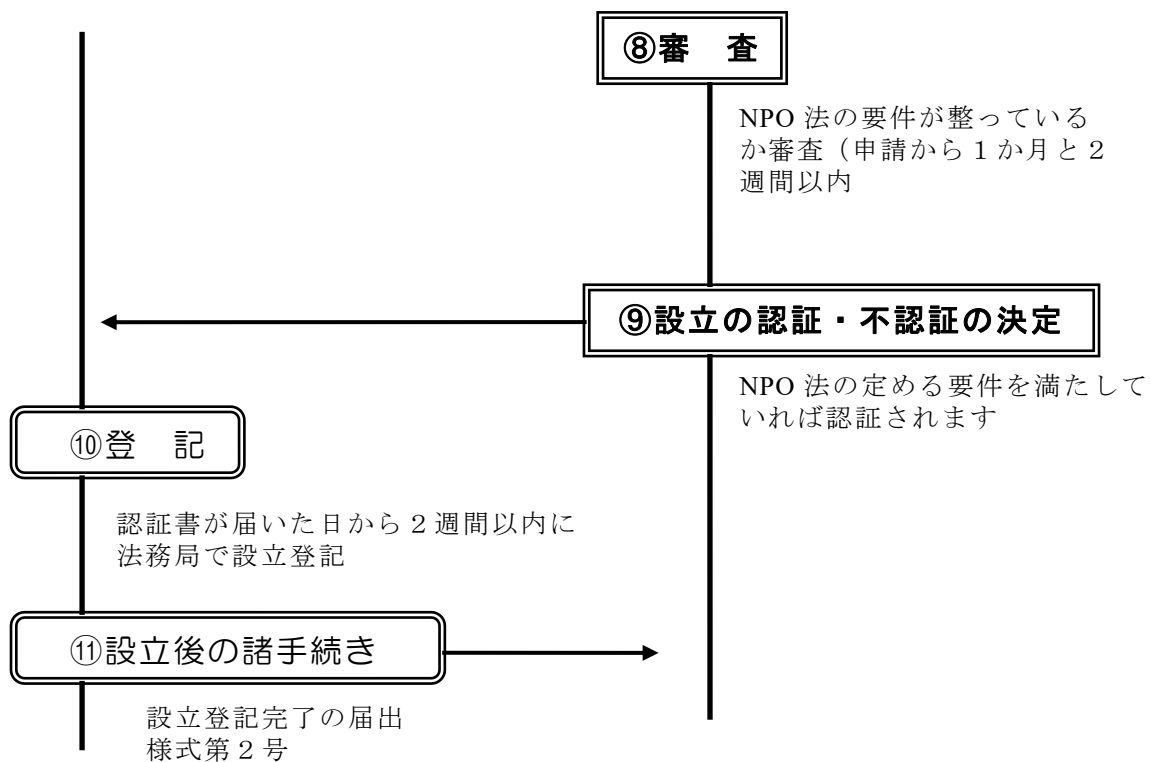 ⑧審　査
NPO 法の要件が整っている
か審査（申請から１か月と２
週間以内
⑨設立の認証・不認証の決定
NPO 法の定める要件を満たして
いれば認証されます
⑩登　記
認証書が届いた日から２週間以内に
法務局で設立登記
⑪設立後の諸手続き
設立登記完了の届出
様式第２号